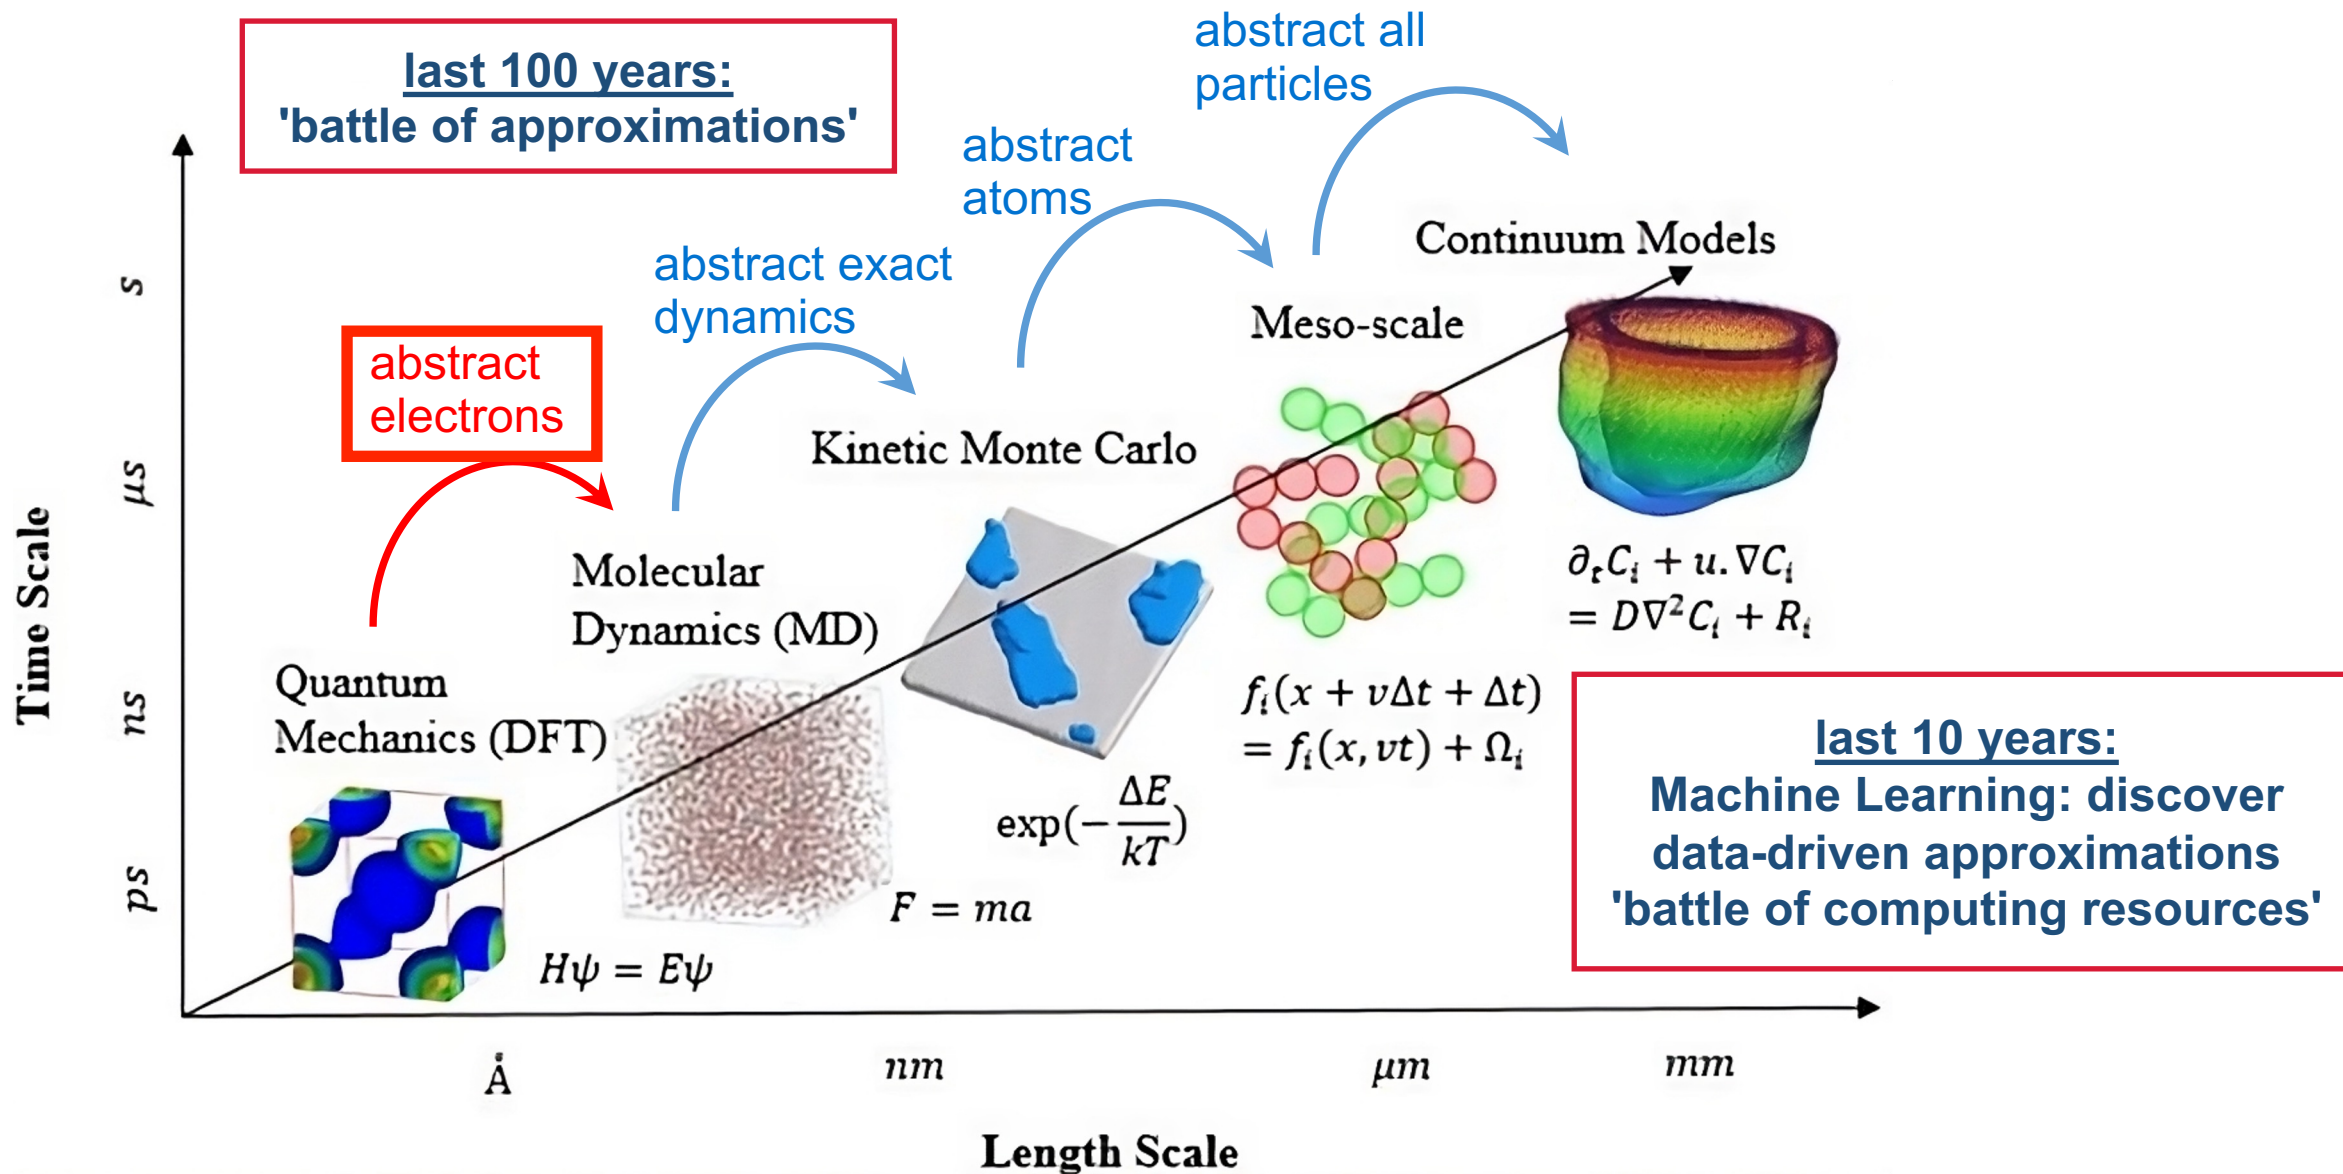 last 100 years:
'battle of approximations'
abstract all
particles
abstract
atoms
abstract exact
dynamics
abstract
electrons
Continuum Models
Meso-scale
Kinetic Monte Carlo
Molecular
Dynamics (MD)
Quantum
Mechanics (DFT)
∂ₜCᵢ + u.∇Cᵢ
= D∇²Cᵢ + Rᵢ
fᵢ(x + vΔt + Δt)
= fᵢ(x, vt) + Ωᵢ
exp(−ΔE/kT)
F = ma
Hψ = Eψ
last 10 years:
Machine Learning: discover
data-driven approximations
'battle of computing resources'
Time Scale
s
μs
ns
ps
Å
nm
μm
mm
Length Scale